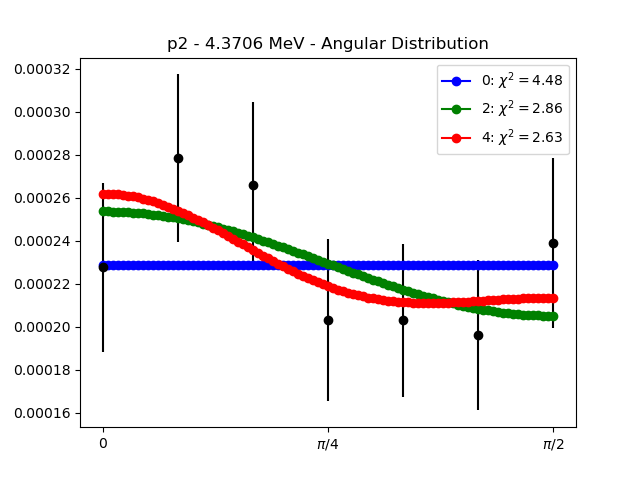 p2 - 4.3706 MeV - Angular Distribution
0: χ² = 4.48
2: χ² = 2.86
4: χ² = 2.63
0.00032
0.00030
0.00028
0.00026
0.00024
0.00022
0.00020
0.00018
0.00016
0 π/4 π/2